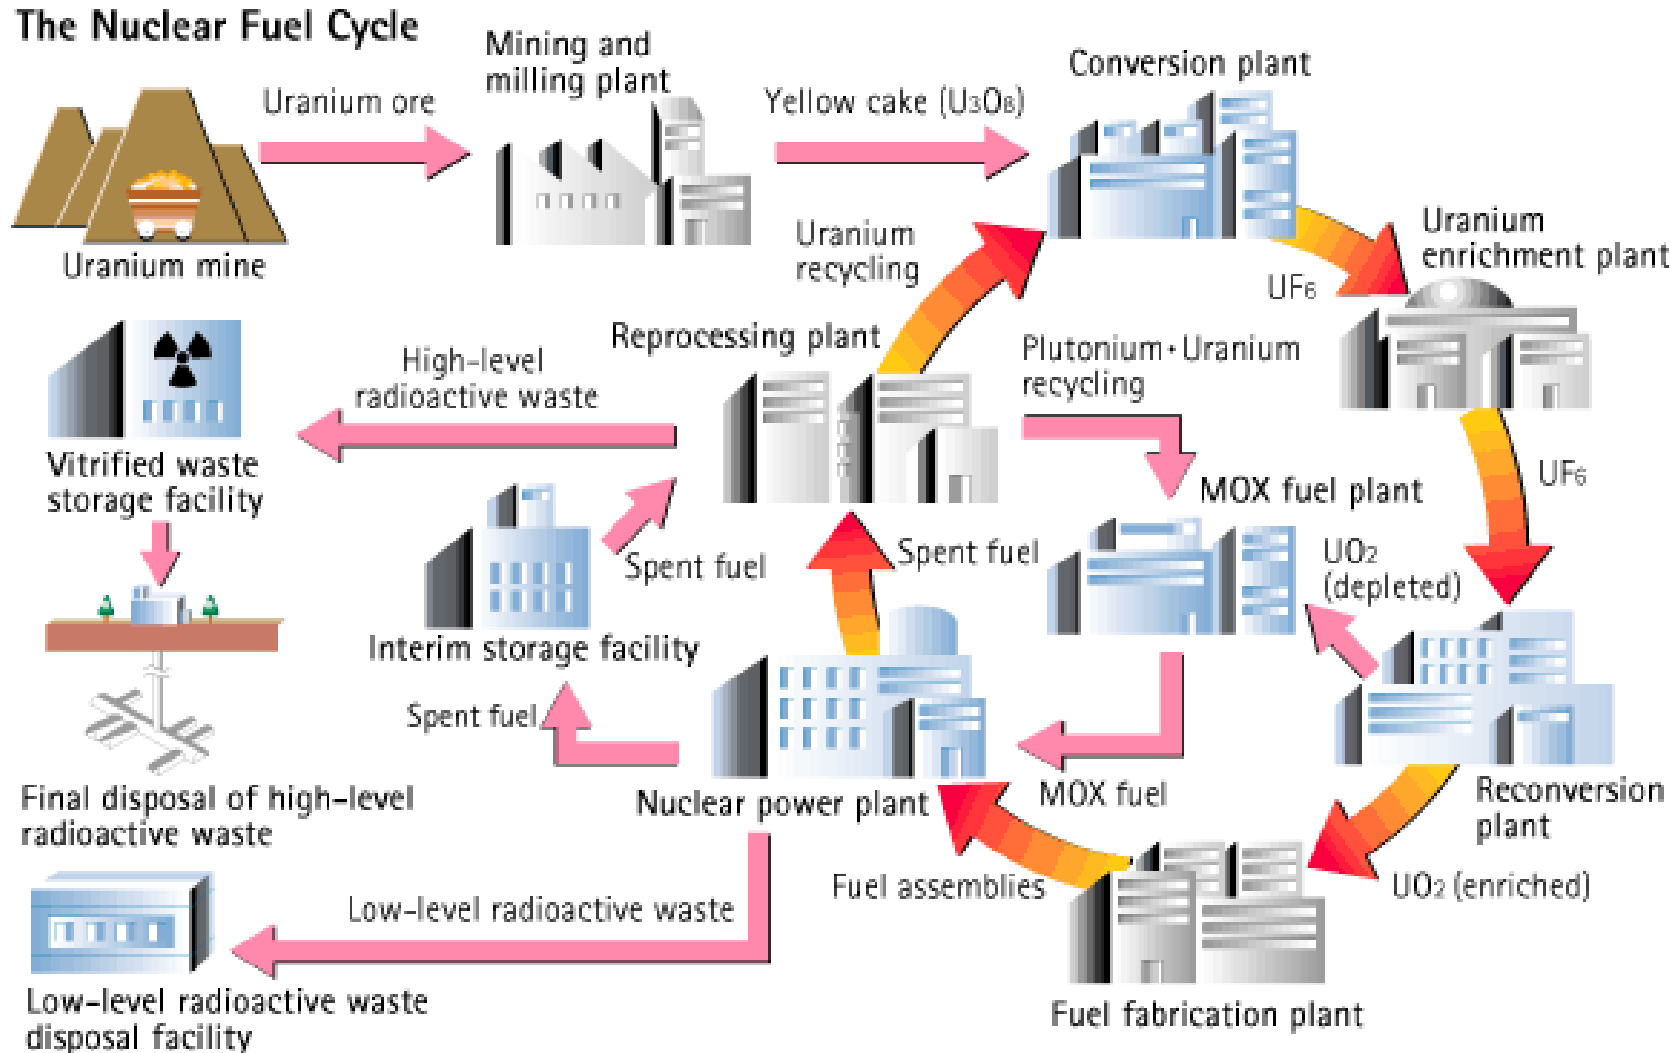 The Nuclear Fuel Cycle
Uranium ore
Mining and
milling plant
Yellow cake (U₃O₈)
Conversion plant
Uranium mine
Uranium
recycling
Uranium
enrichment plant
UF₆
Reprocessing plant
Plutonium・Uranium
recycling
High-level
radioactive waste
Vitrified waste
storage facility
MOX fuel plant
UF₆
Spent fuel
Spent fuel
UO₂
(depleted)
Interim storage facility
Spent fuel
Final disposal of high-level
radioactive waste
Nuclear power plant
MOX fuel
Reconversion
plant
Fuel assemblies
UO₂ (enriched)
Low-level radioactive waste
Low-level radioactive waste
disposal facility
Fuel fabrication plant